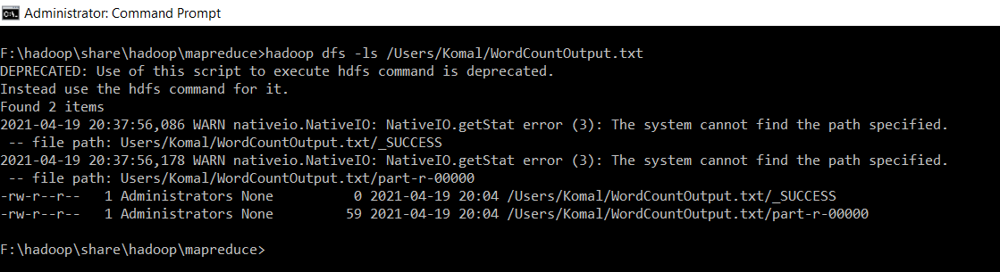 Administrator: Command Prompt
F:\hadoop\share\hadoop\mapreduce>hadoop dfs -ls /Users/Komal/WordCountOutput.txt
DEPRECATED: Use of this script to execute hdfs command is deprecated.
Instead use the hdfs command for it.
Found 2 items
2021-04-19 20:37:56,086 WARN nativeio.NativeIO: NativeIO.getStat error (3): The system cannot find the path specified.
 -- file path: Users/Komal/WordCountOutput.txt/_SUCCESS
2021-04-19 20:37:56,178 WARN nativeio.NativeIO: NativeIO.getStat error (3): The system cannot find the path specified.
 -- file path: Users/Komal/WordCountOutput.txt/part-r-00000
-rw-r--r--   1 Administrators None          0 2021-04-19 20:04 /Users/Komal/WordCountOutput.txt/_SUCCESS
-rw-r--r--   1 Administrators None         59 2021-04-19 20:04 /Users/Komal/WordCountOutput.txt/part-r-00000
F:\hadoop\share\hadoop\mapreduce>